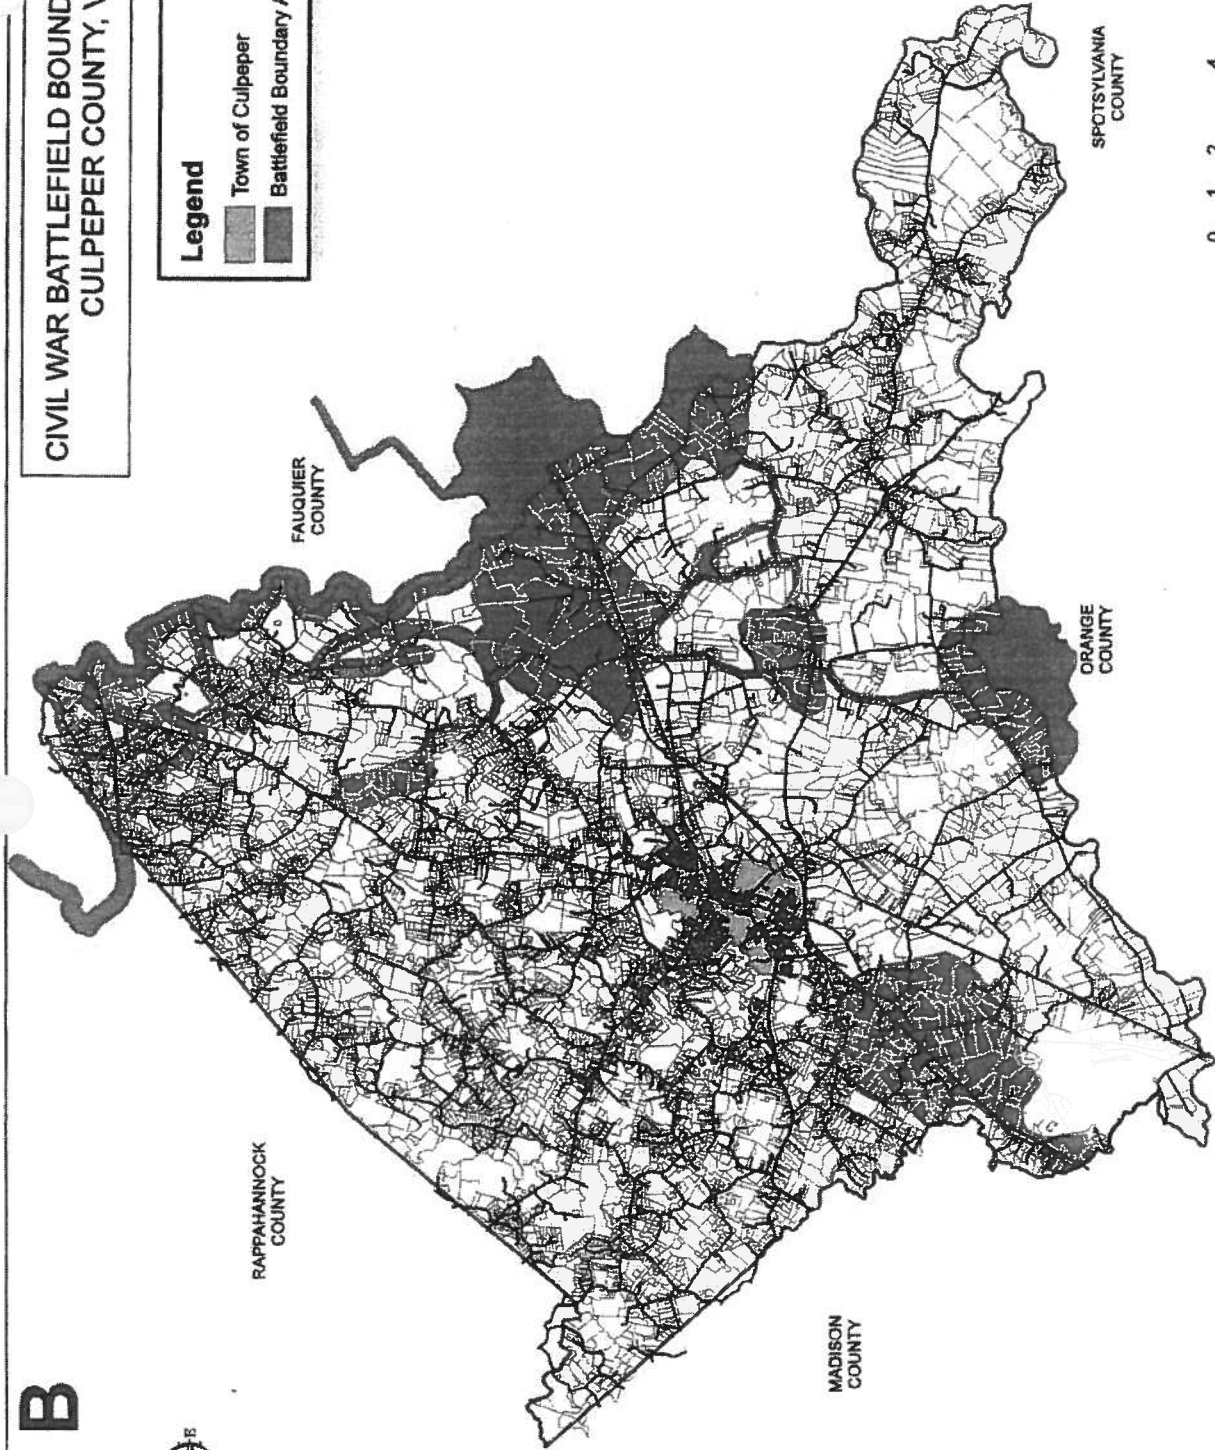 B
CIVIL WAR BATTLEFIELD BOUND
CULPEPER COUNTY, V
Legend
Town of Culpeper
Battlefield Boundary A
E
RAPPAHANNOCK
COUNTY
FAUQUIER
COUNTY
MADISON
COUNTY
ORANGE
COUNTY
SPOTSYLVANIA
COUNTY
0 1 2 4